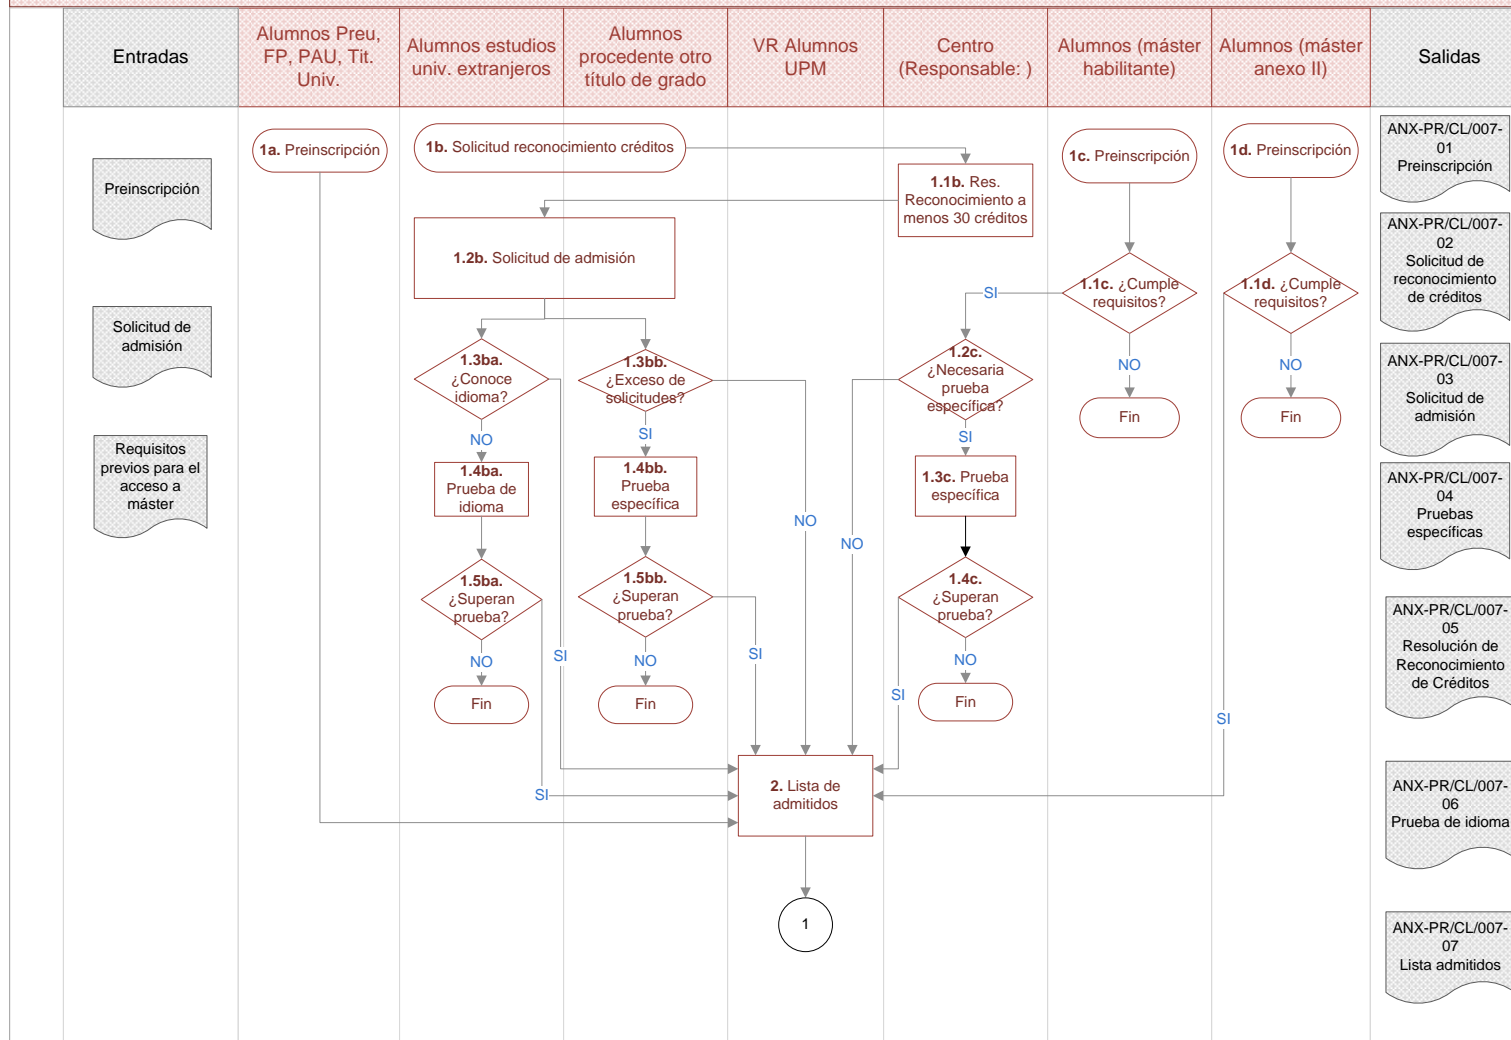 Entradas
Alumnos Preu,
FP, PAU, Tit.
Univ.
Alumnos estudios
univ. extranjeros
Alumnos
procedente otro
título de grado
VR Alumnos
UPM
Centro
(Responsable: )
Alumnos (máster
habilitante)
Alumnos (máster
anexo II)
Salidas
Preinscripción
Solicitud de
admisión
Requisitos
previos para el
acceso a
máster
1a. Preinscripción
1b. Solicitud reconocimiento créditos
1.1b. Res.
Reconocimiento a
menos 30 créditos
1.2b. Solicitud de admisión
1.3ba.
¿Conoce
idioma?
NO
1.4ba.
Prueba de
idioma
1.5ba.
¿Superan
prueba?
NO
Fin
SI
SI
1.3bb.
¿Exceso de
solicitudes?
SI
1.4bb.
Prueba
específica
1.5bb.
¿Superan
prueba?
NO
Fin
SI
NO
NO
2. Lista de
admitidos
1
1c. Preinscripción
1.1c. ¿Cumple
requisitos?
SI
NO
Fin
1.2c.
¿Necesaria
prueba
específica?
SI
1.3c. Prueba
específica
1.4c.
¿Superan
prueba?
NO
Fin
SI
1d. Preinscripción
1.1d. ¿Cumple
requisitos?
NO
Fin
SI
ANX-PR/CL/007-
01
Preinscripción
ANX-PR/CL/007-
02
Solicitud de
reconocimiento
de créditos
ANX-PR/CL/007-
03
Solicitud de
admisión
ANX-PR/CL/007-
04
Pruebas
específicas
ANX-PR/CL/007-
05
Resolución de
Reconocimiento
de Créditos
ANX-PR/CL/007-
06
Prueba de idioma
ANX-PR/CL/007-
07
Lista admitidos